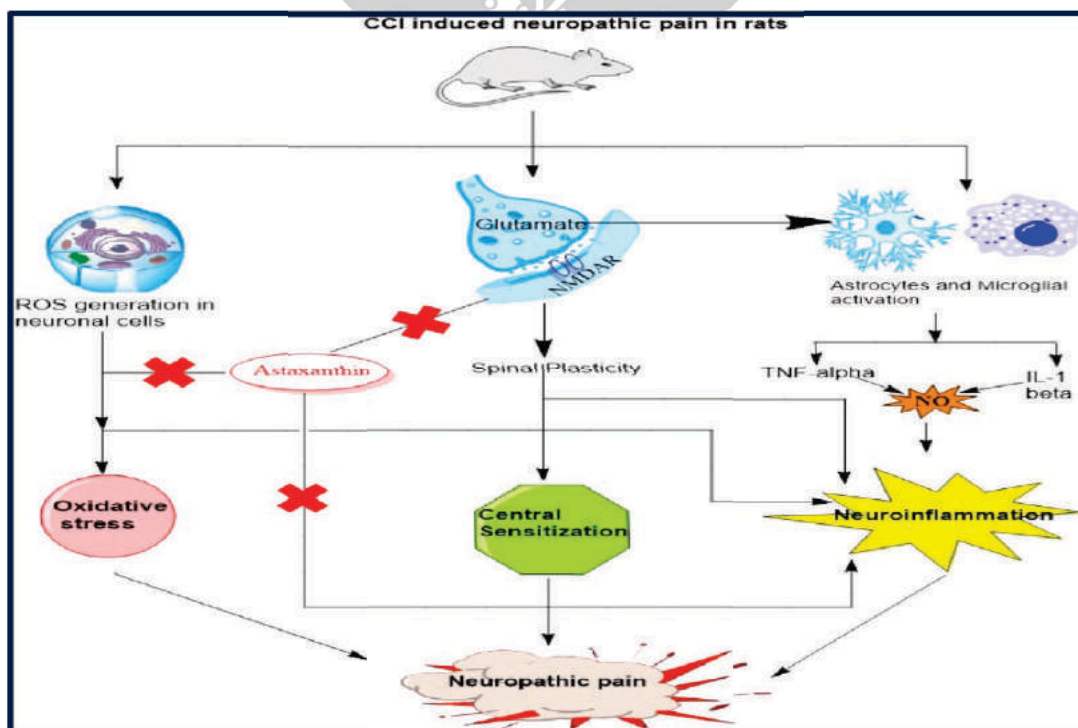 CCI induced neuropathic pain in rats
Glutamate
NMDAR
ROS generation in
neuronal cells
Astrocytes and Microglial
activation
Astaxanthin
Spinal Plasticity
TNF alpha
IL-1
beta
NO
Oxidative
stress
Central
Sensitization
Neuroinflammation
Neuropathic pain